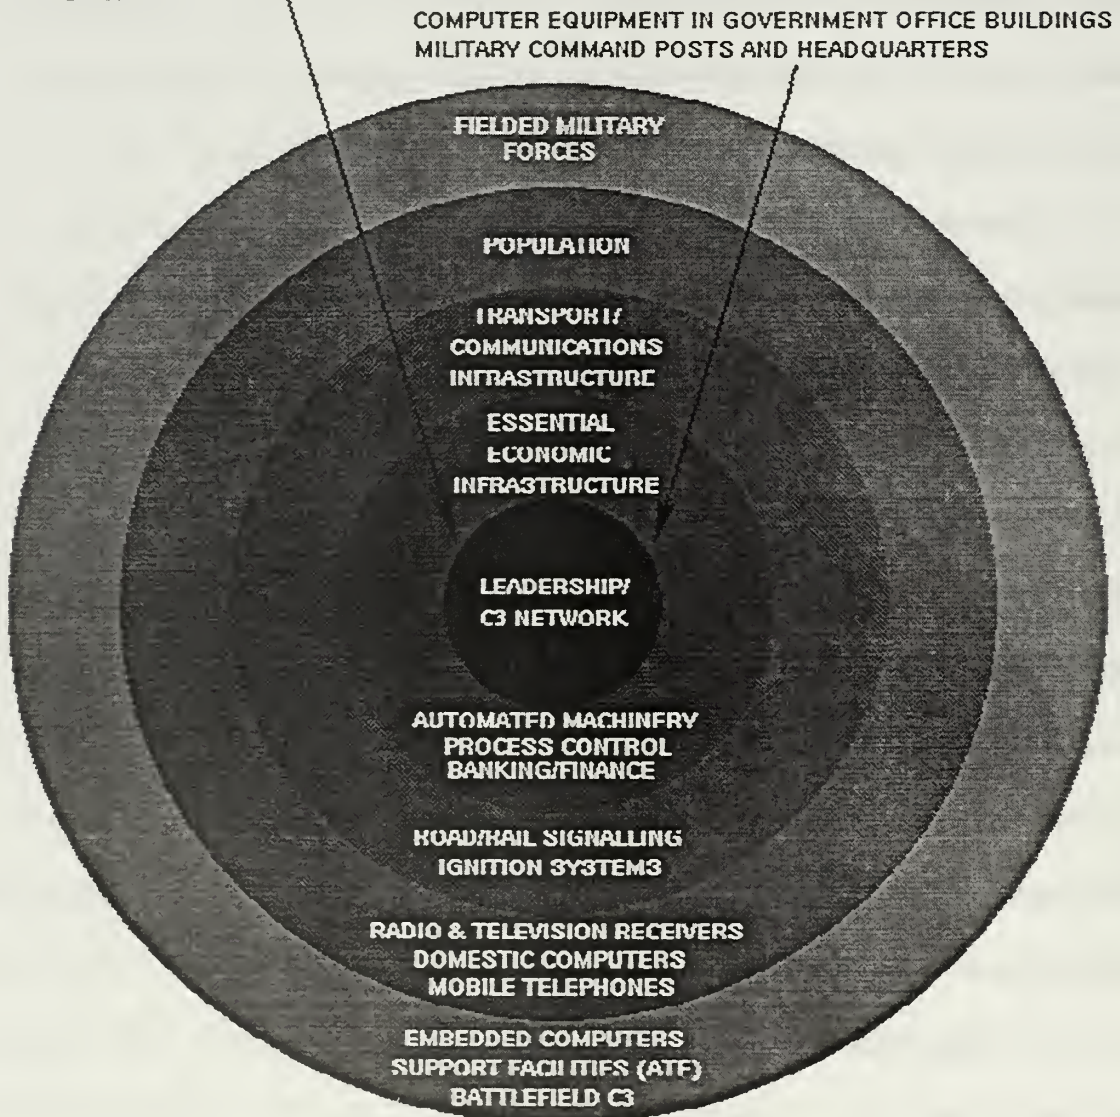 COMPUTER EQUIPMENT IN GOVERNMENT OFFICE BUILDINGS
MILITARY COMMAND POSTS AND HEADQUARTERS
FIELDED MILITARY
FORCES
POPULATION
TRANSPORT/
COMMUNICATIONS
INFRASTRUCTURE
ESSENTIAL
ECONOMIC
INFRASTRUCTURE
LEADERSHIP/
C3 NETWORK
AUTOMATED MACHINERY
PROCESS CONTROL
BANKING/FINANCE
ROAD/RAIL SIGNALLING
IGNITION SYSTEMS
RADIO & TELEVISION RECEIVERS
DOMESTIC COMPUTERS
MOBILE TELEPHONES
EMBEDDED COMPUTERS
SUPPORT FACILITIES (ATE)
BATTLEFIELD C3